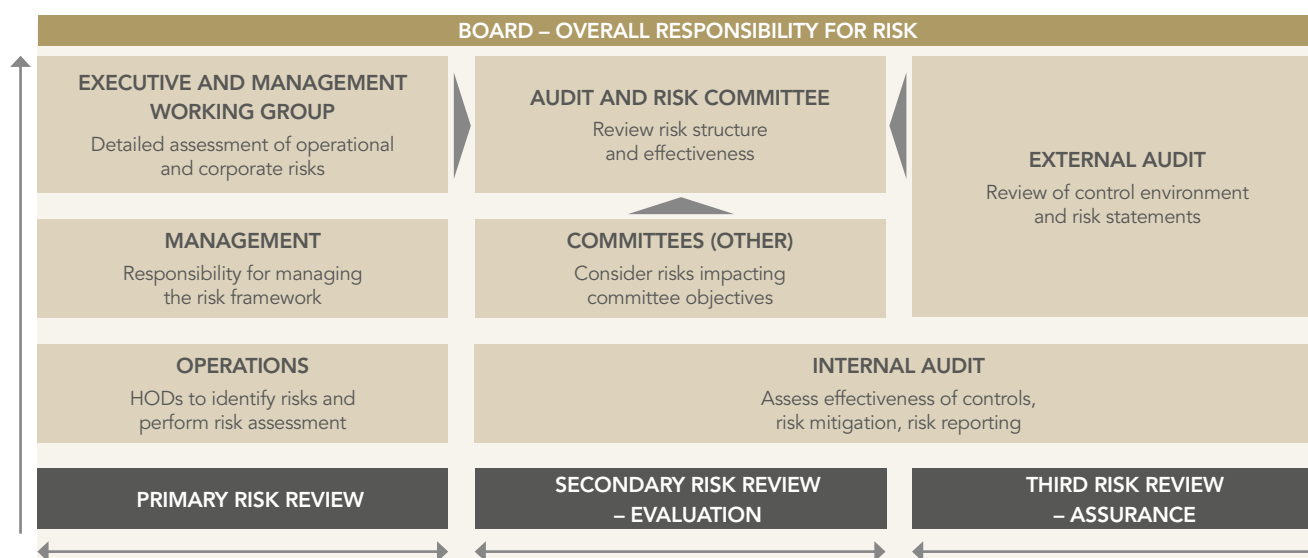 BOARD – OVERALL RESPONSIBILITY FOR RISK
EXECUTIVE AND MANAGEMENT
WORKING GROUP
Detailed assessment of operational
and corporate risks
AUDIT AND RISK COMMITTEE
Review risk structure
and effectiveness
EXTERNAL AUDIT
Review of control environment
and risk statements
MANAGEMENT
Responsibility for managing
the risk framework
COMMITTEES (OTHER)
Consider risks impacting
committee objectives
OPERATIONS
HODs to identify risks and
perform risk assessment
INTERNAL AUDIT
Assess effectiveness of controls,
risk mitigation, risk reporting
PRIMARY RISK REVIEW
SECONDARY RISK REVIEW
– EVALUATION
THIRD RISK REVIEW
– ASSURANCE